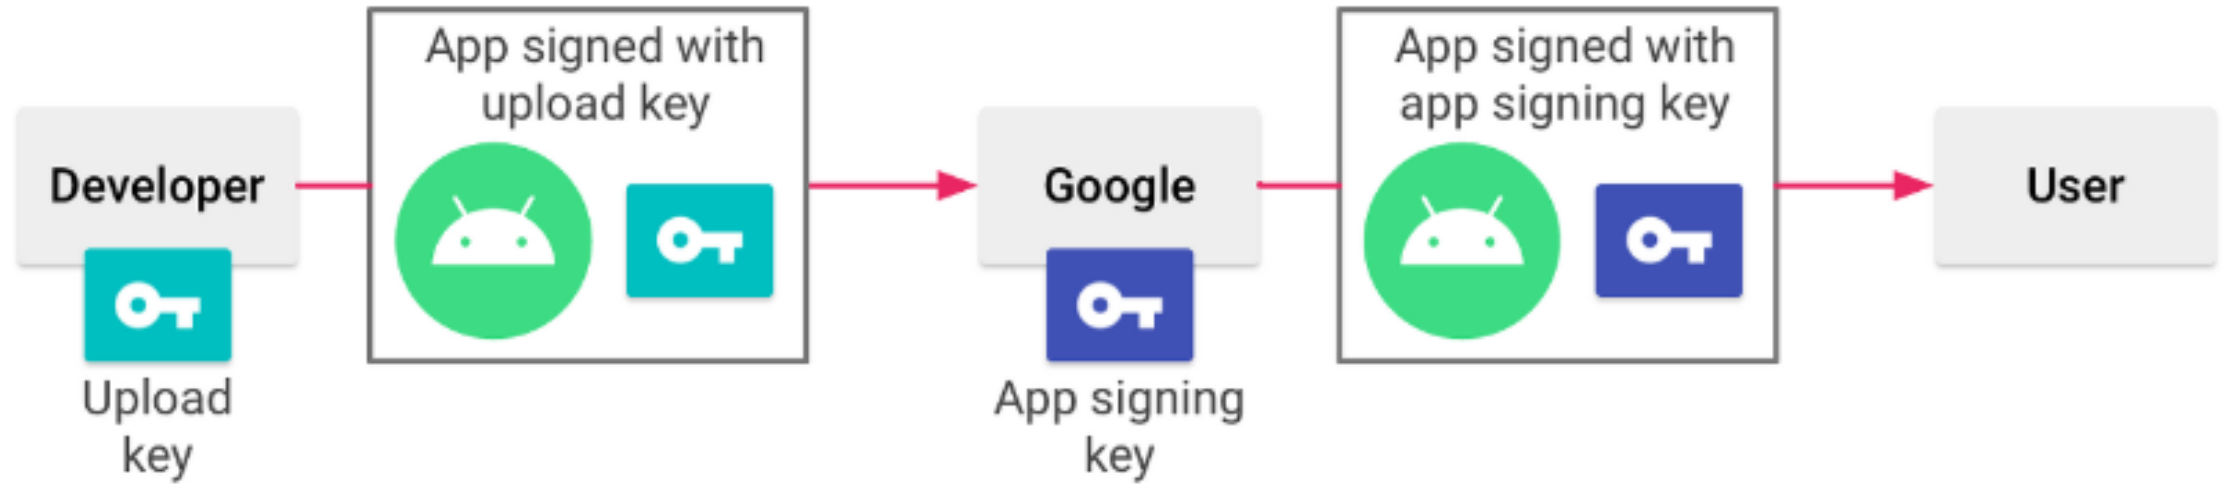 App signed with
upload key
App signed with
app signing key
Developer
Google
User
Upload
key
App signing
key